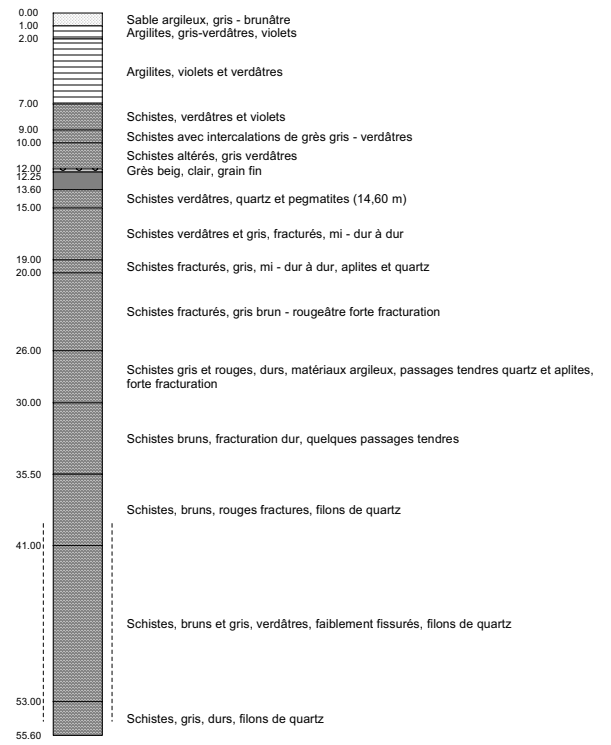 0.00
Sable argileux, gris - brunâtre
1.00
Argilites, gris-verdâtres, violets
2.00
Argilites, violets et verdâtres
7.00
Schistes, verdâtres et violets
9.00
Schistes avec intercalations de grès gris - verdâtres
10.00
Schistes altérés, gris verdâtres
12.00
Grès beig, clair, grain fin
12.25
13.60
Schistes verdâtres, quartz et pegmatites (14,60 m)
15.00
Schistes verdâtres et gris, fracturés, mi - dur à dur
19.00
Schistes fracturés, gris, mi - dur à dur, aplites et quartz
20.00
Schistes fracturés, gris brun - rougeâtre forte fracturation
26.00
Schistes gris et rouges, durs, matériaux argileux, passages tendres quartz et aplites,
forte fracturation
30.00
Schistes bruns, fracturation dur, quelques passages tendres
35.50
Schistes, bruns, rouges fractures, filons de quartz
41.00
Schistes, bruns et gris, verdâtres, faiblement fissurés, filons de quartz
53.00
Schistes, gris, durs, filons de quartz
55.60